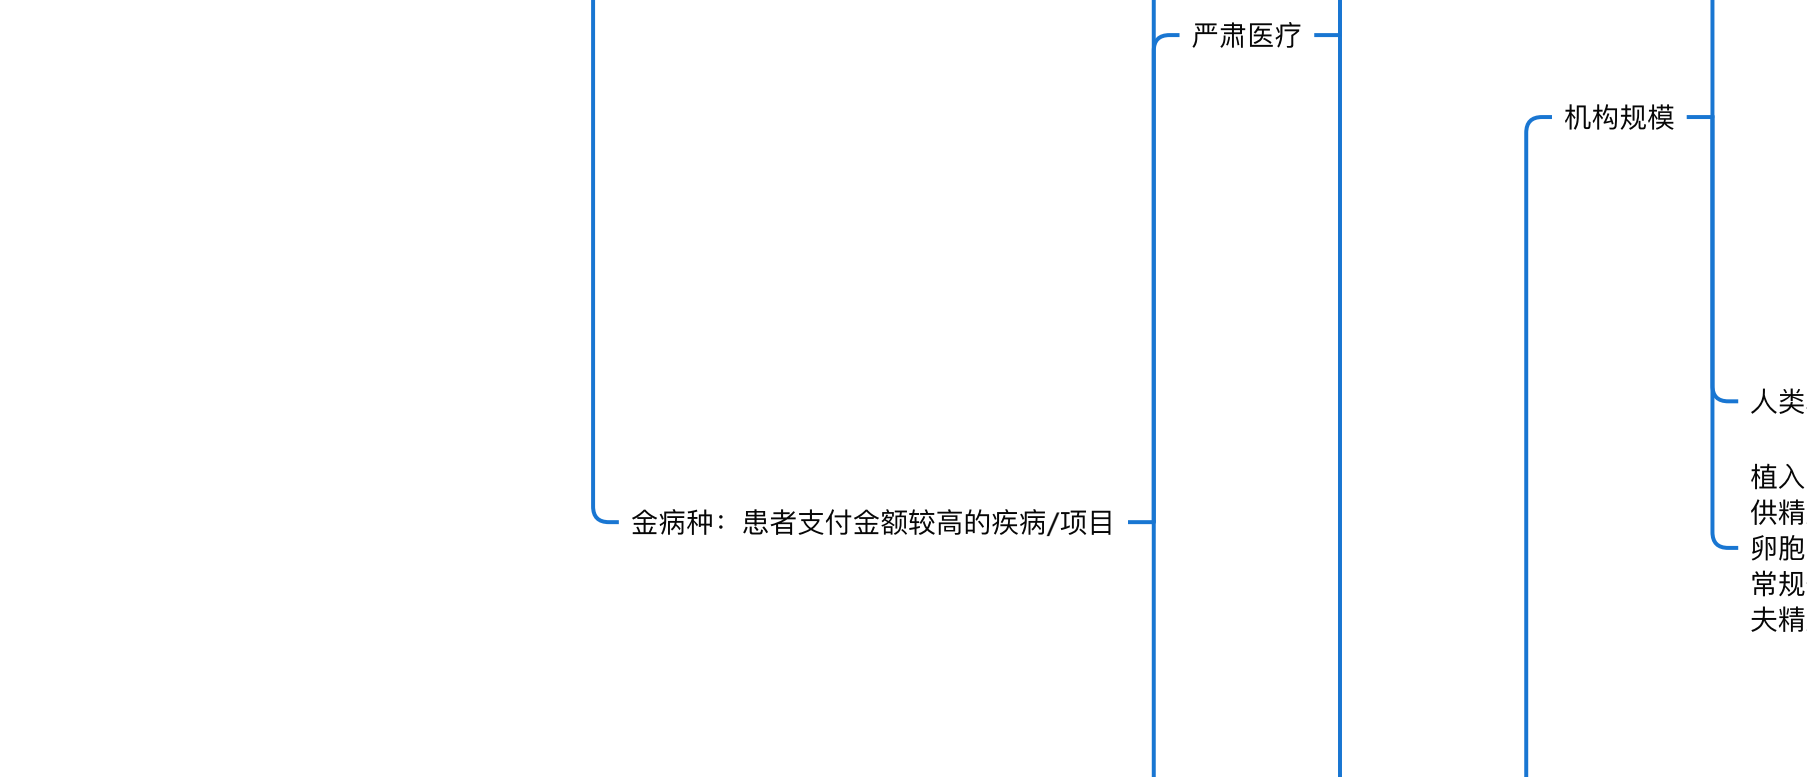 严肃医疗
机构规模
人类
金病种：患者支付金额较高的疾病/项目
植入
供精
卵胞
常规
夫精